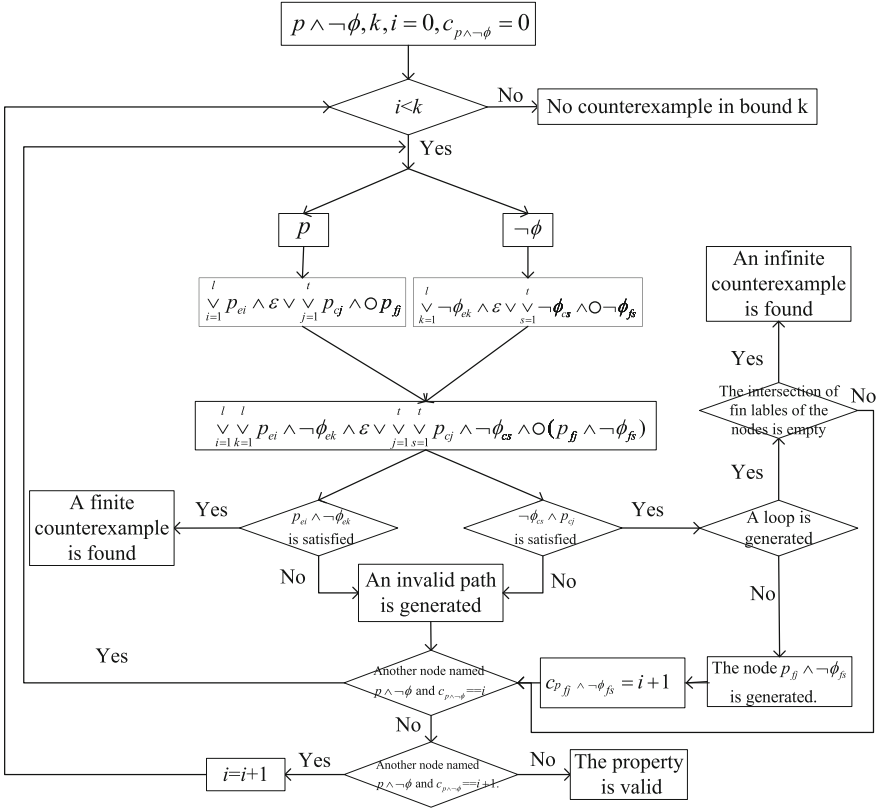 p ∧ ¬ϕ, k, i = 0, c_{p∧¬ϕ} = 0
i<k
No
No counterexample in bound k
Yes
p
¬ϕ
∨_{i=1}^{l} p_{ei} ∧ ε ∨ ∨_{j=1}^{t} p_{cj} ∧ ○p_{fj}
∨_{k=1}^{l} ¬ϕ_{ek} ∧ ε ∨ ∨_{s=1}^{t} ¬ϕ_{cs} ∧ ○¬ϕ_{fs}
An infinite
counterexample
is found
Yes
The intersection of
fin lables of the
nodes is empty
No
∨_{i=1}^{l} ∨_{k=1}^{l} p_{ei} ∧ ¬ϕ_{ek} ∧ ε ∨ ∨_{j=1}^{t} ∨_{s=1}^{t} p_{cj} ∧ ¬ϕ_{cs} ∧ ○(p_{fj} ∧ ¬ϕ_{fs})
Yes
A finite
counterexample
is found
Yes
p_{ei} ∧ ¬ϕ_{ek}
is satisfied
¬ϕ_{cs} ∧ p_{cj}
is satisfied
Yes
A loop is
generated
No
No
An invalid path
is generated
No
Yes
Another node named
p ∧ ¬ϕ and c_{p∧¬ϕ}==i
c_{p_{fj} ∧ ¬ϕ_{fs}} = i+1
The node p_{fj} ∧ ¬ϕ_{fs}
is generated.
No
i=i+1
Yes
Another node named
p ∧ ¬ϕ and c_{p∧¬ϕ}==i+1.
No
The property
is valid